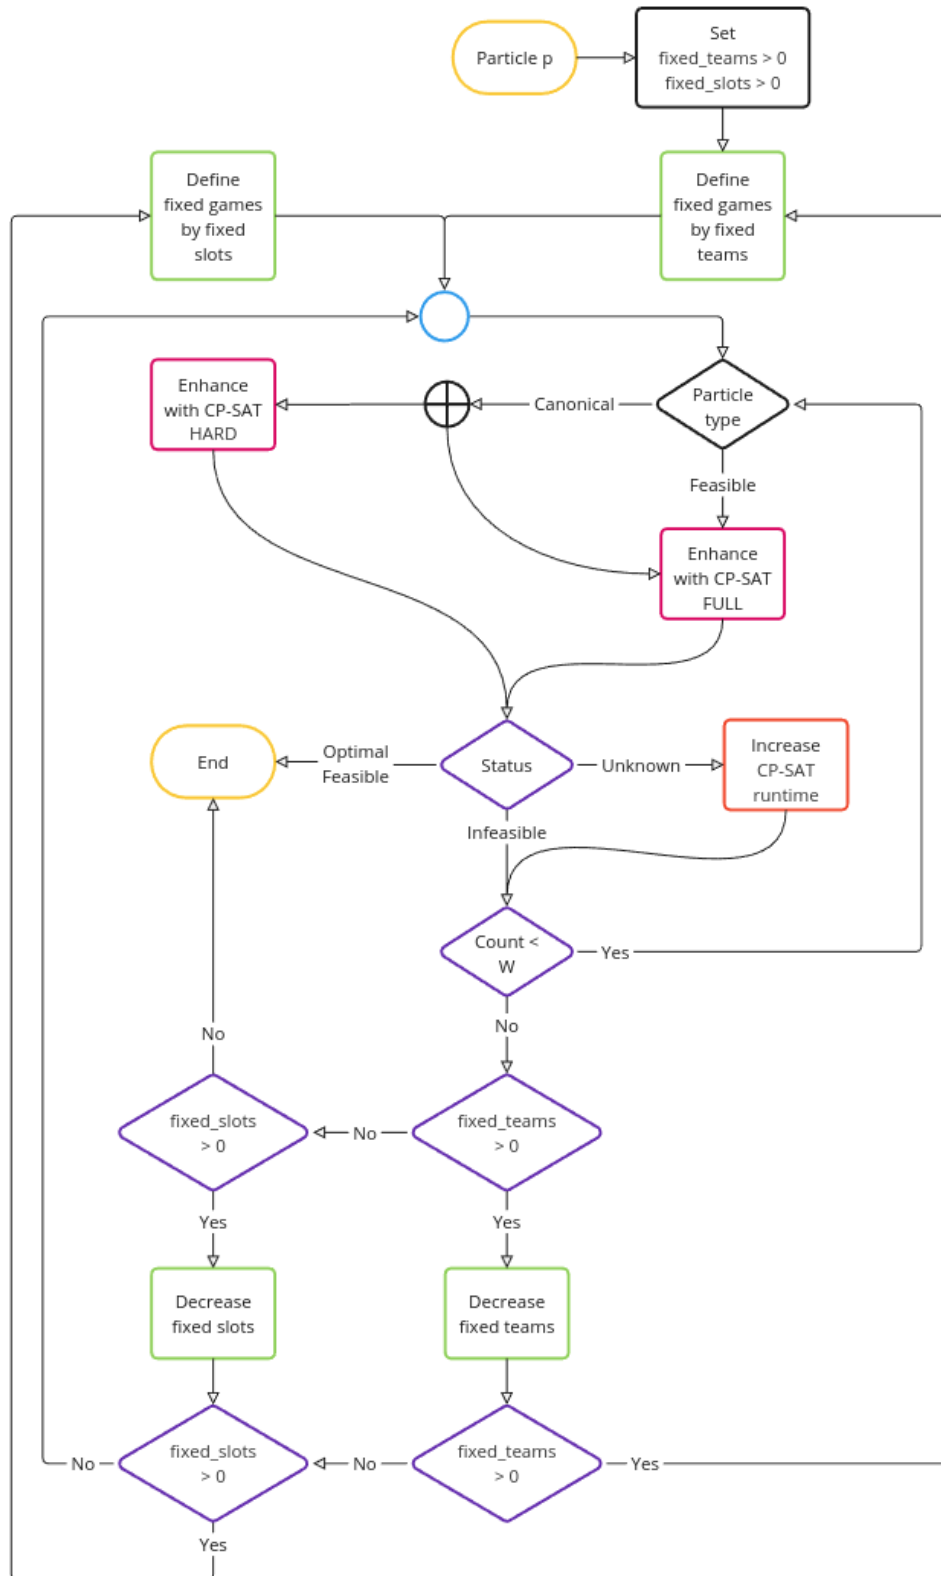 Particle p
Set
fixed_teams > 0
fixed_slots > 0
Define
fixed games
by fixed
slots
Define
fixed games
by fixed
teams
Enhance
with CP-SAT
HARD
Canonical
Particle
type
Feasible
Enhance
with CP-SAT
FULL
End
Optimal
Feasible
Status
Unknown
Increase
CP-SAT
runtime
Infeasible
Count <
W
Yes
No
No
fixed_slots
> 0
No
fixed_teams
> 0
Yes
Yes
Decrease
fixed slots
Decrease
fixed teams
No
fixed_slots
> 0
No
fixed_teams
> 0
Yes
Yes